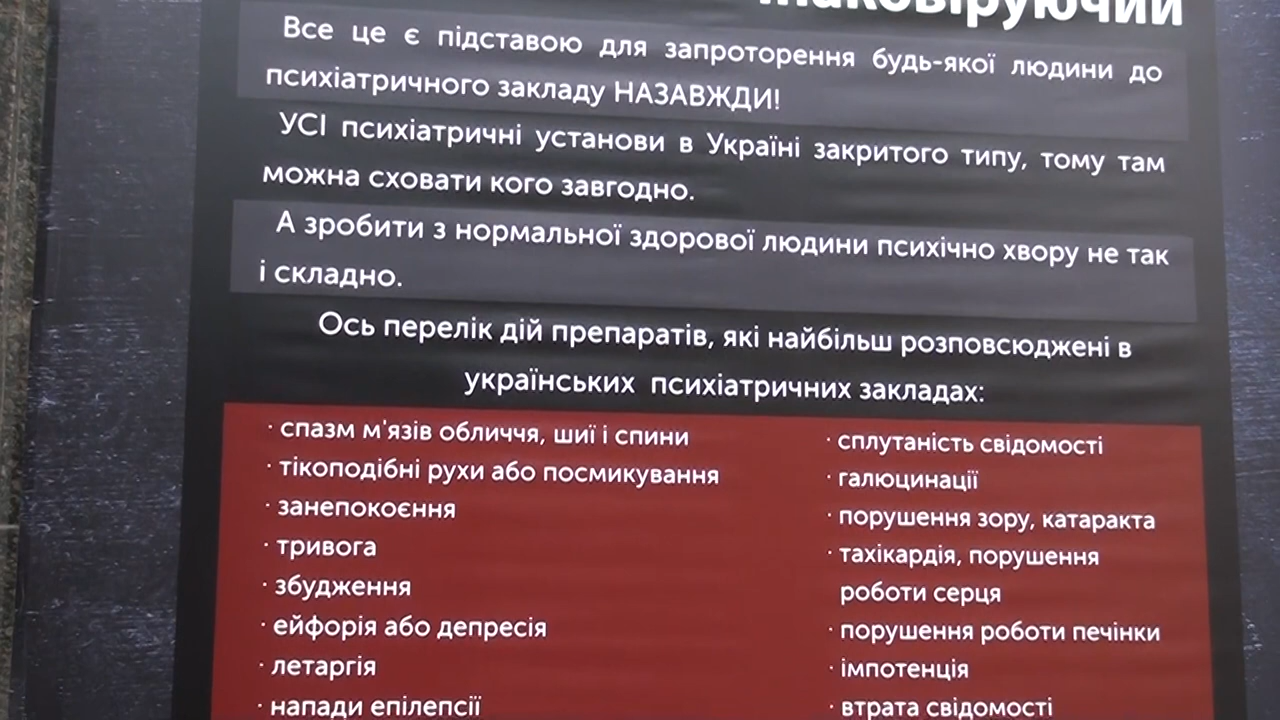 інаковіруючий
Все це є підставою для запроторення будь-якої людини до
психіатричного закладу НАЗАВЖДИ!
УСІ психіатричні установи в Україні закритого типу, тому там
можна сховати кого завгодно.
А зробити з нормальної здорової людини психічно хвору не так
і складно.
Ось перелік дій препаратів, які найбільш розповсюджені в
українських психіатричних закладах:
· спазм м'язів обличчя, шиї і спини
· тікоподібні рухи або посмикування
· занепокоєння
· тривога
· збудження
· ейфорія або депресія
· летаргія
· напади епілепсії
· сплутаність свідомості
· галюцинації
· порушення зору, катаракта
· тахікардія, порушення
роботи серця
· порушення роботи печінки
· імпотенція
· втрата свідомості